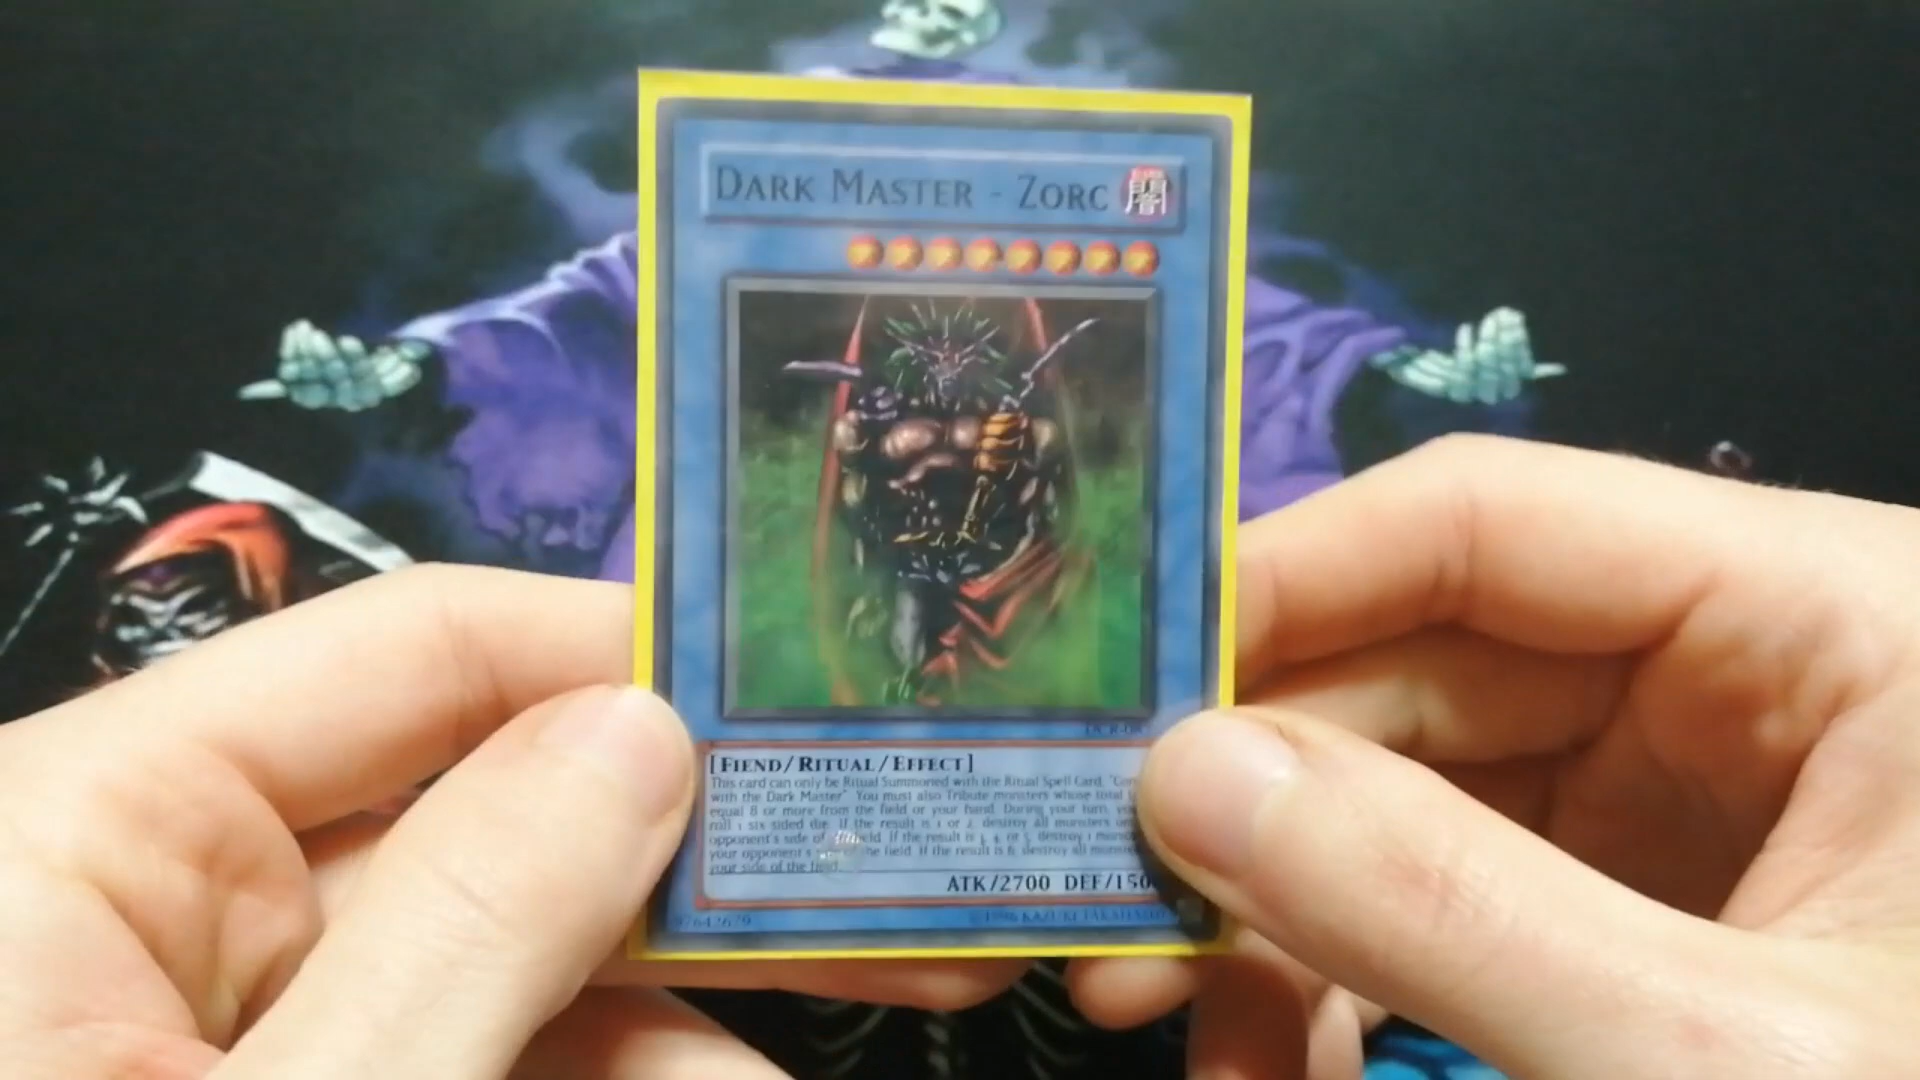 DARK MASTER - ZORC 闇
[FIEND/RITUAL/EFFECT]
This card can only be Ritual Summoned with the Ritual Spell Card, "Con
with the Dark Master". You must also Tribute monsters whose total
equal 8 or more from the field or your hand. During your turn, you
roll 1 six sided die. If the result is 1 or 2, destroy all monsters on
opponent's side of field. If the result is 3, 4 or 5, destroy 1 mons
your opponent's of the field. If the result is 6, destroy all monst
your side of the field.
ATK/2700 DEF/150
©1996 KAZUKI TAKAHASHI